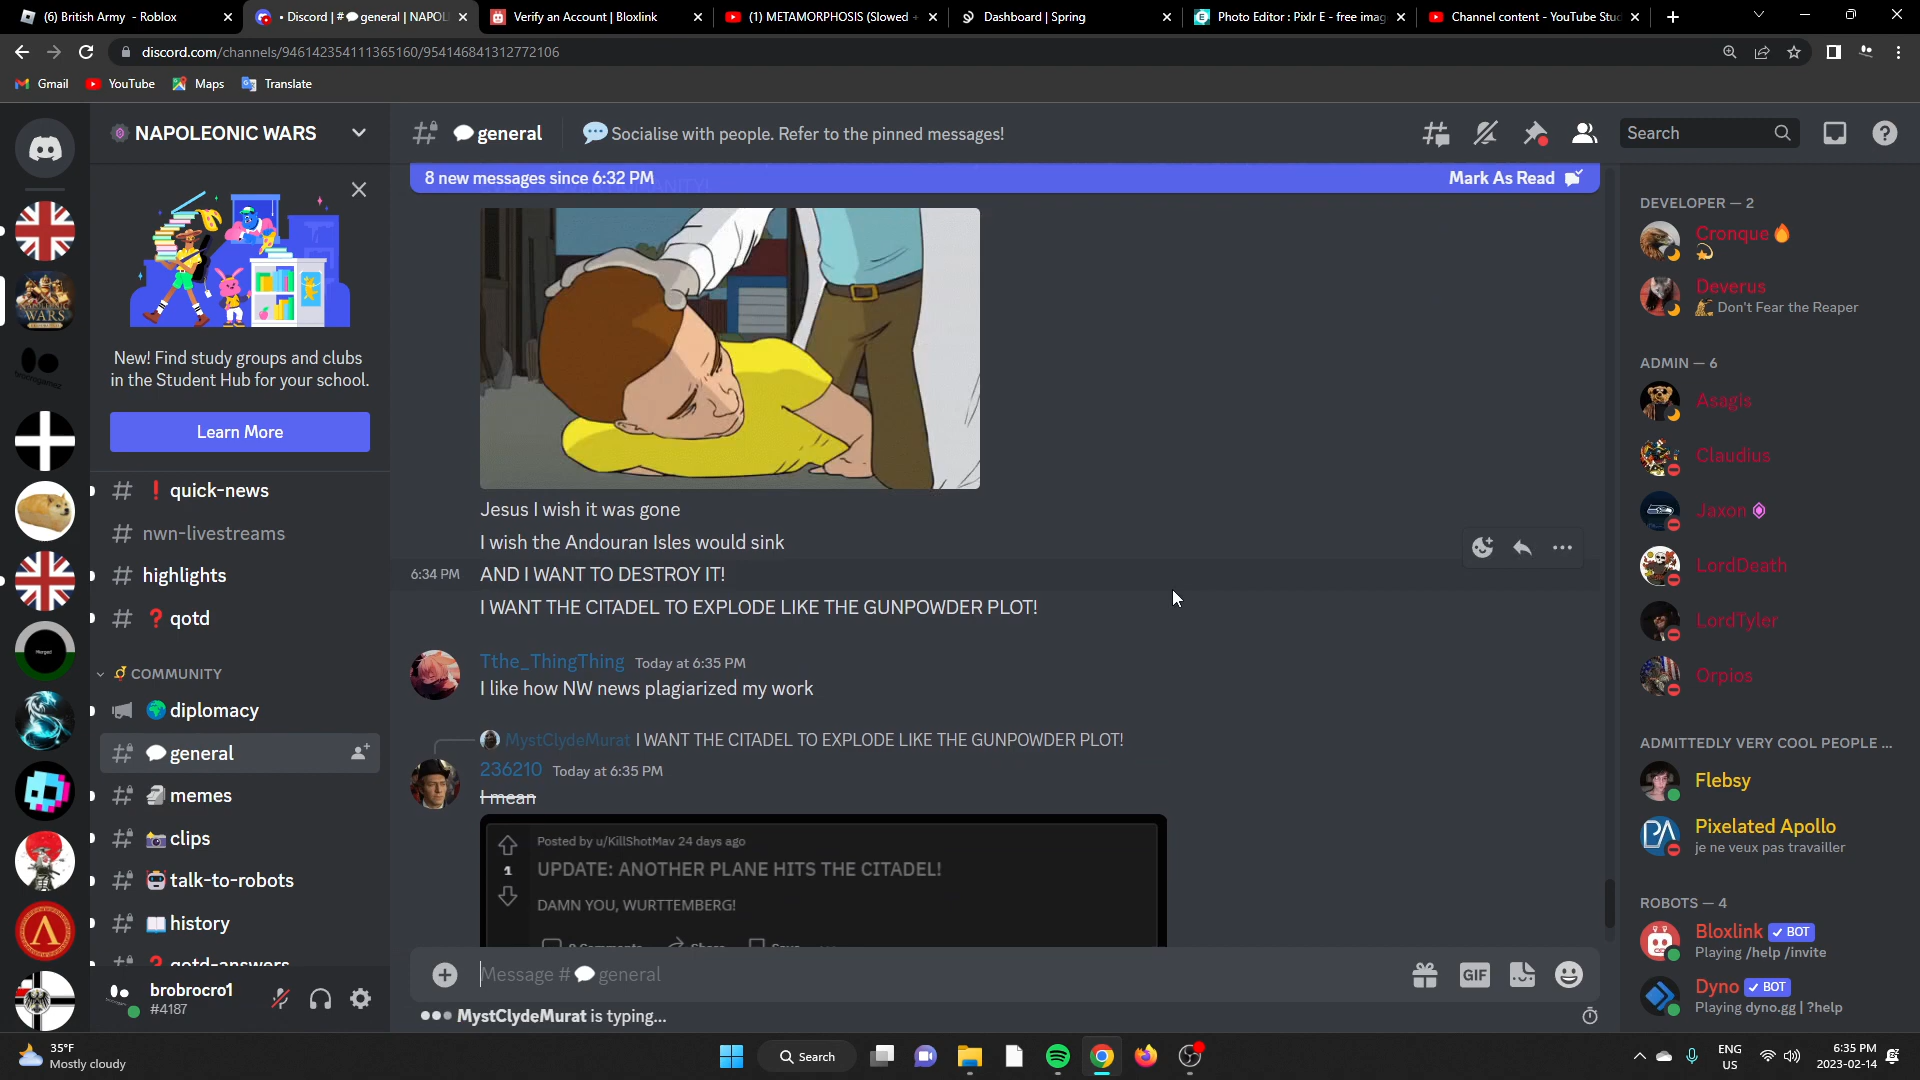 (6) British Army - Roblox
• Discord | #💬general | NAPOL
Verify an Account | Bloxlink
(1) METAMORPHOSIS (Slowed +
Dashboard | Spring
Photo Editor : Pixlr E - free imag
Channel content - YouTube Stud
discord.com/channels/946142354111365160/954146841312772106
Gmail
YouTube
Maps
Translate
NAPOLEONIC WARS
New! Find study groups and clubs
in the Student Hub for your school.
Learn More
# ❗ quick-news
# nwn-livestreams
# highlights
# ❓ qotd
COMMUNITY
🌍 diplomacy
# 💬 general
# 🗿 memes
# 📸 clips
# 🤖 talk-to-robots
# 📖 history
# ❓ qotd-answers
brobrocro1
#4187
# 💬 general
💬 Socialise with people. Refer to the pinned messages!
Search
8 new messages since 6:32 PM
Mark As Read
Jesus I wish it was gone
I wish the Andouran Isles would sink
6:34 PM AND I WANT TO DESTROY IT!
I WANT THE CITADEL TO EXPLODE LIKE THE GUNPOWDER PLOT!
Tthe_ThingThing Today at 6:35 PM
I like how NW news plagiarized my work
MystClydeMurat I WANT THE CITADEL TO EXPLODE LIKE THE GUNPOWDER PLOT!
236210 Today at 6:35 PM
I mean
Posted by u/KillShotMav 24 days ago
1
UPDATE: ANOTHER PLANE HITS THE CITADEL!
DAMN YOU, WURTTEMBERG!
0 Comments Share Save
Message # 💬 general
GIF
MystClydeMurat is typing...
DEVELOPER — 2
Cronque 🔥
Deverus
Don't Fear the Reaper
ADMIN — 6
Asagis
Claudius
Jaxon
LordDeath
LordTyler
Orpios
ADMITTEDLY VERY COOL PEOPLE ...
Flebsy
Pixelated Apollo
je ne veux pas travailler
ROBOTS — 4
Bloxlink ✓ BOT
Playing /help /invite
Dyno ✓ BOT
Playing dyno.gg | ?help
35°F
Mostly cloudy
Search
ENG
US
6:35 PM
2023-02-14